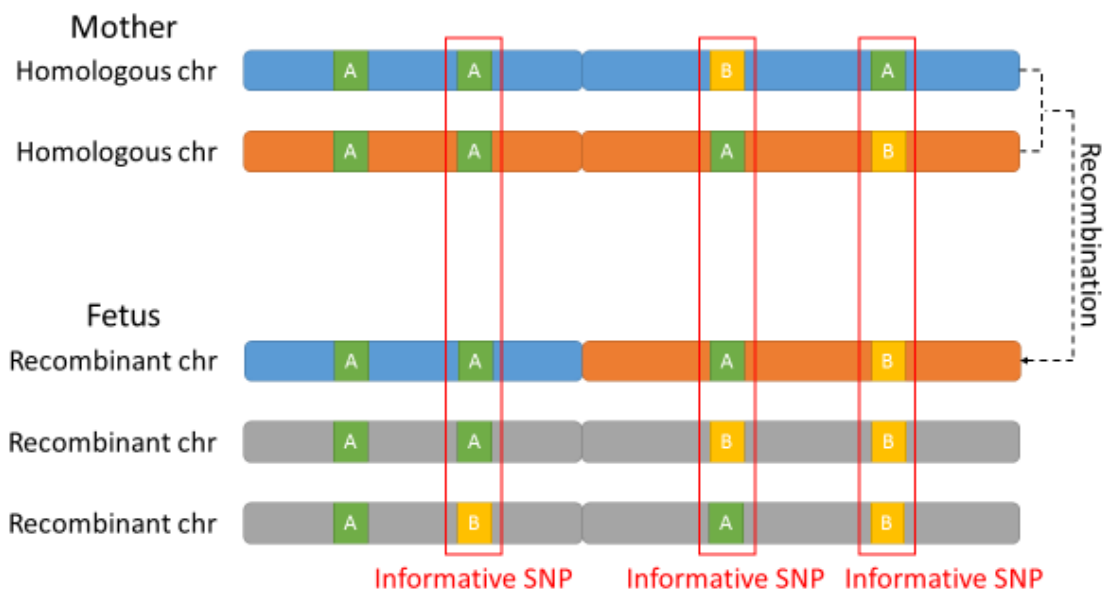 Mother
Homologous chr A A B A
Homologous chr A A A B
Recombination
Fetus
Recombinant chr A A A B
Recombinant chr A A B B
Recombinant chr A B A B
Informative SNP Informative SNP Informative SNP